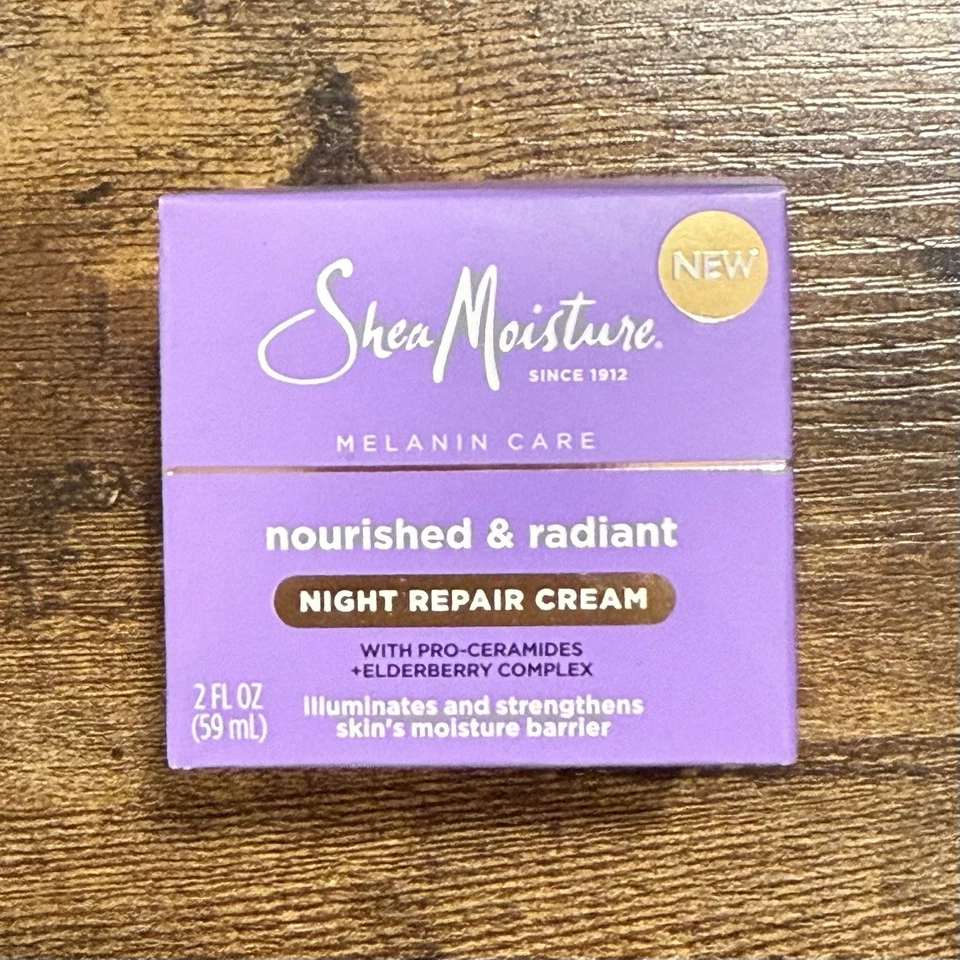 NEW*
SheaMoisture®
SINCE 1912
MELANIN CARE
nourished & radiant
NIGHT REPAIR CREAM
WITH PRO-CERAMIDES
+ELDERBERRY COMPLEX
illuminates and strengthens
skin's moisture barrier
2 FL OZ
(59 mL)